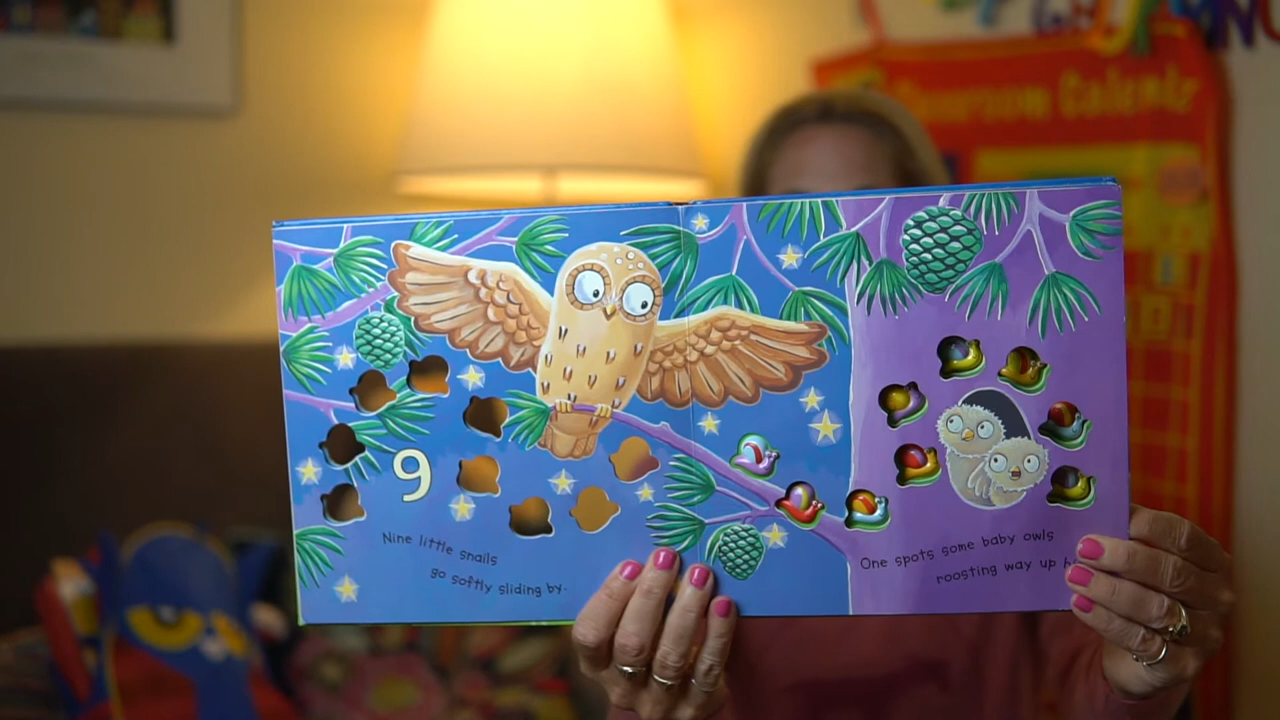 9
Nine little snails
go softly sliding by.
One spots some baby owls
roosting way up